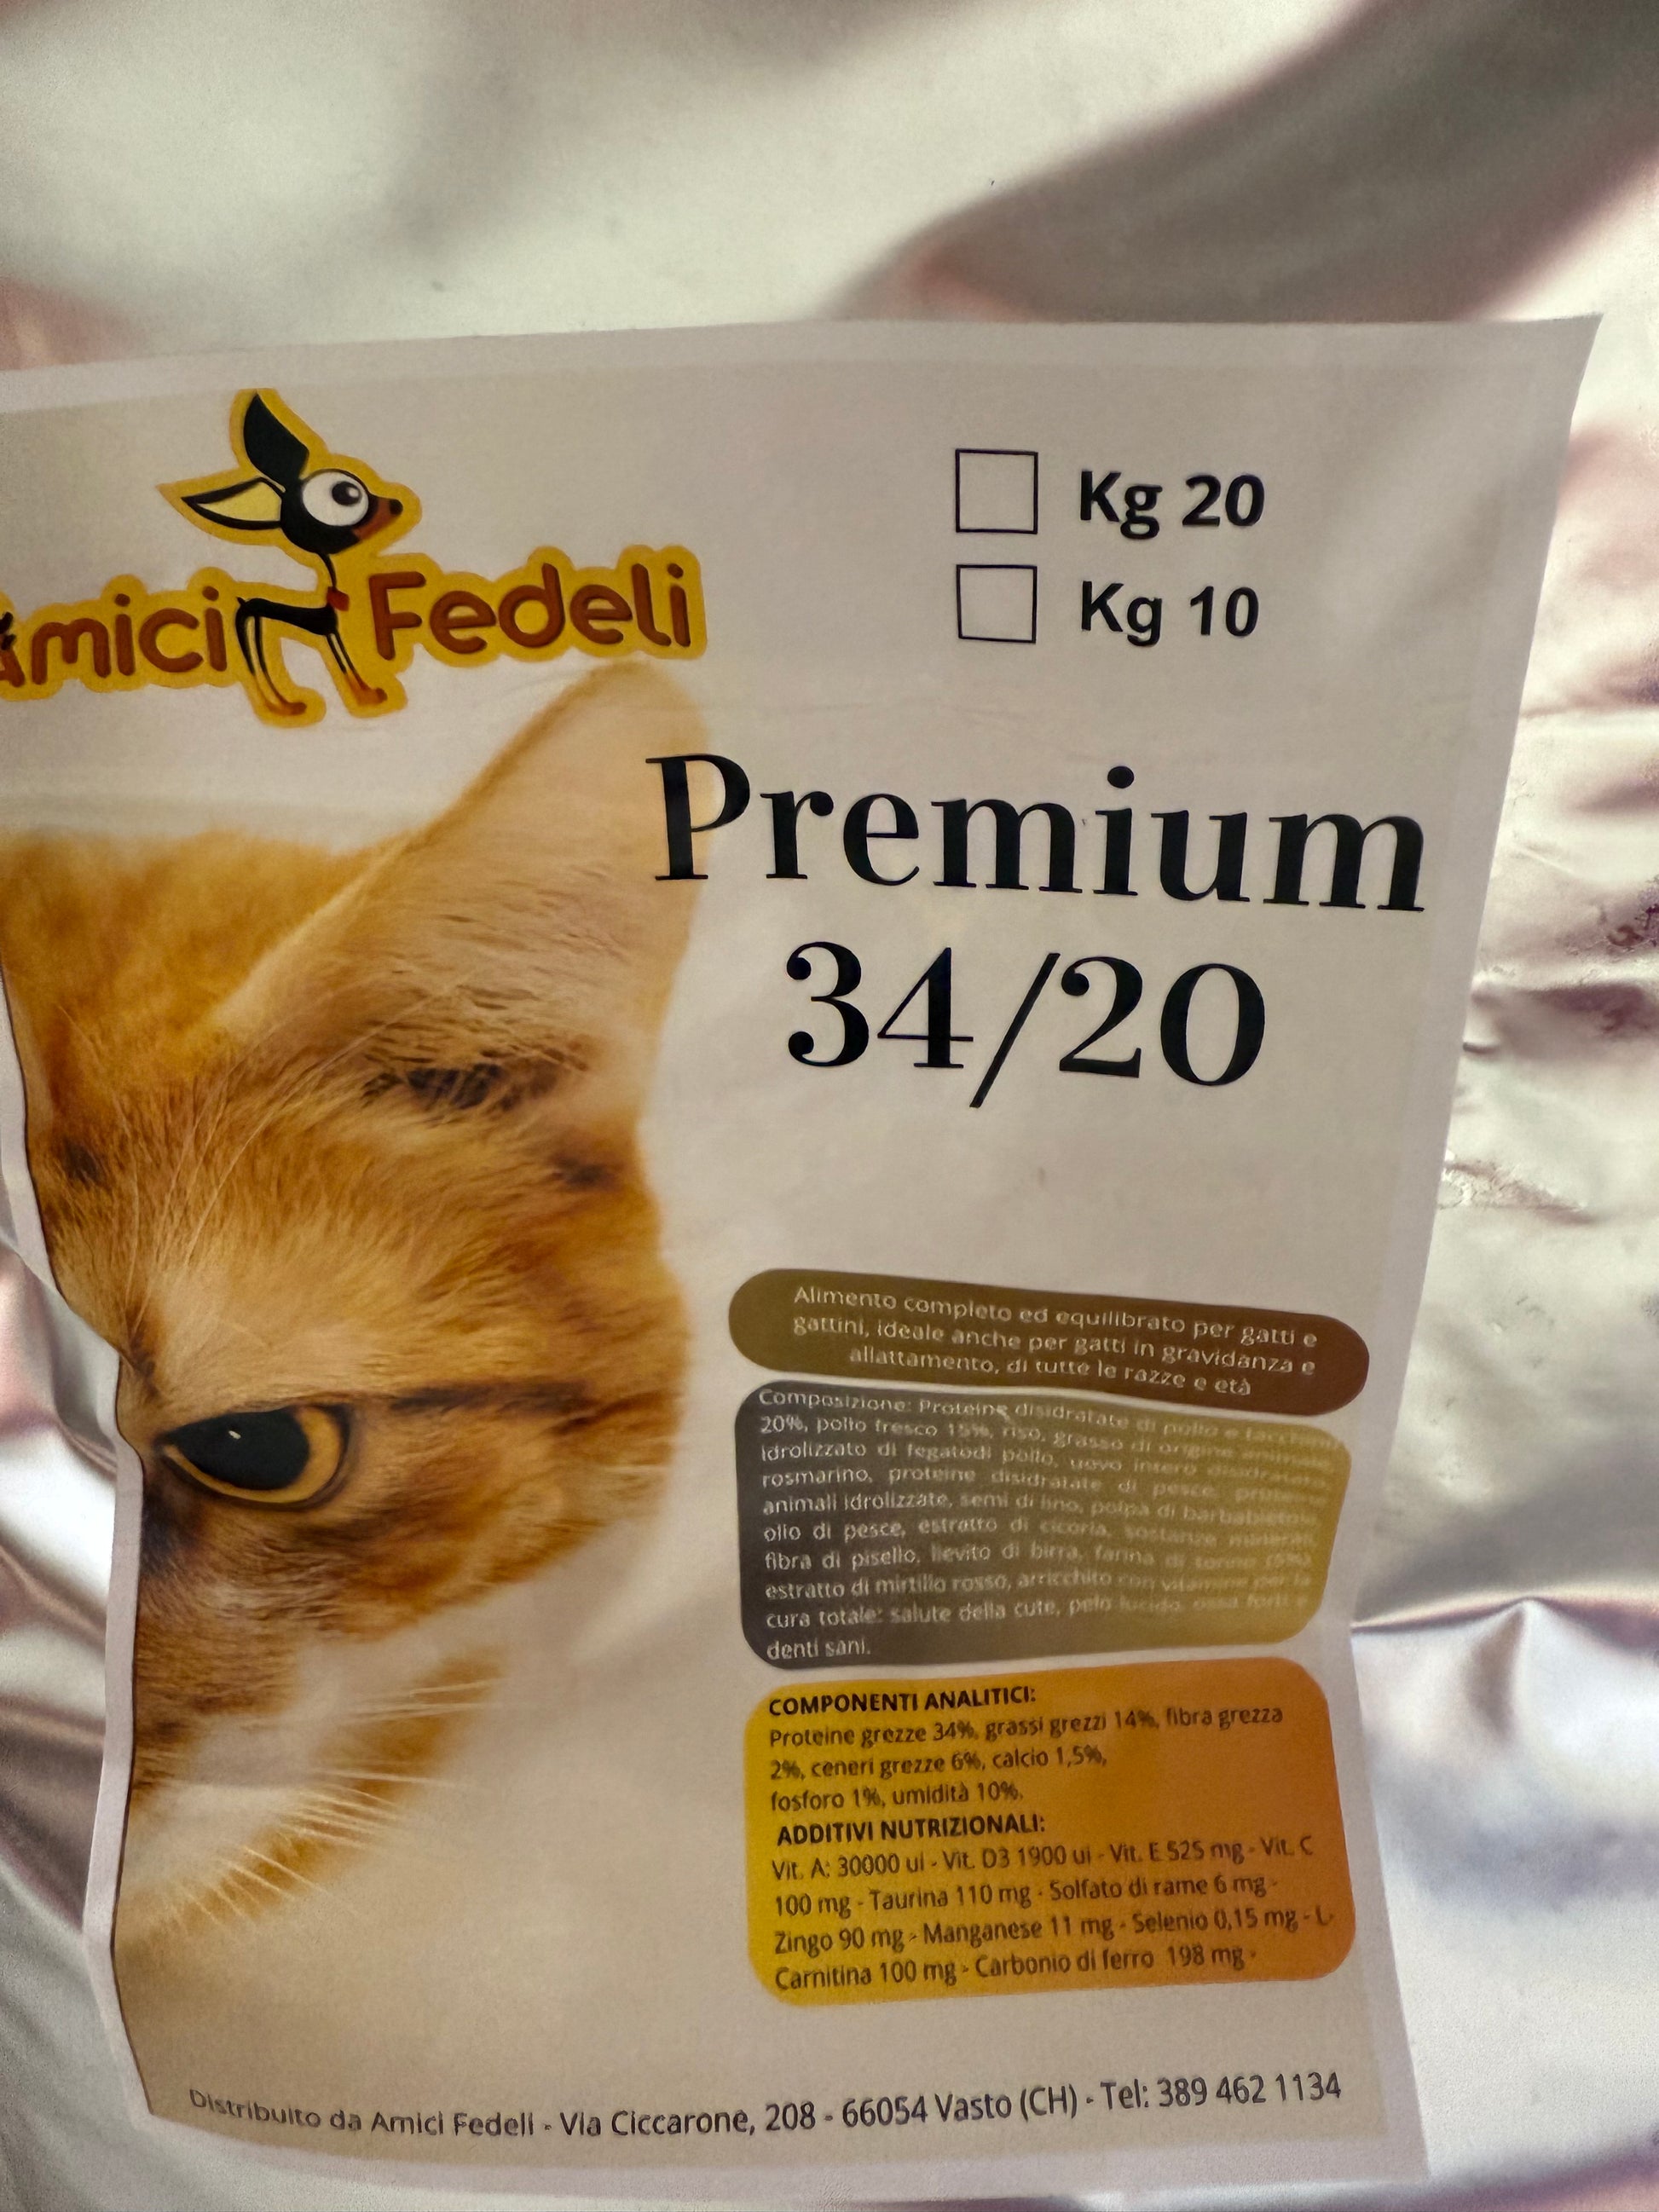 Amici Fedeli
Kg 20
Kg 10
Premium
34/20
Alimento completo ed equilibrato per gatti e
gattini, ideale anche per gatti in gravidanza e
allattamento, di tutte le razze e età
Composizione: Proteine disidratate di pollo e
20%, pollo fresco 15%, riso, grasso di origine animale
idrolizzato di fegatodi pollo, uovo intero disidratato
rosmarino, proteine disidratate di pesce,
animali idrolizzate, semi di lino, polpa di barbabietola
olio di pesce, estratto di cicoria, sostanze minerali,
fibra di pisello, lievito di birra, farina di
estratto di mirtillo rosso, arricchito con vitamine per la
cura totale: salute della cute, pelo lucido, ossa forti e
denti sani.
COMPONENTI ANALITICI:
Proteine grezze 34%, grassi grezzi 14%, fibra grezza
2%, ceneri grezze 6%, calcio 1,5%,
fosforo 1%, umidità 10%,
ADDITIVI NUTRIZIONALI:
Vit. A: 30000 ui - Vit. D3 1900 ui - Vit. E 525 mg - Vit. C
100 mg - Taurina 110 mg - Solfato di rame 6 mg -
Zingo 90 mg - Manganese 11 mg - Selenio 0,15 mg - L-
Carnitina 100 mg - Carbonio di ferro 198 mg -
Distribuito da Amici Fedeli - Via Ciccarone, 208 - 66054 Vasto (CH) - Tel: 389 462 1134